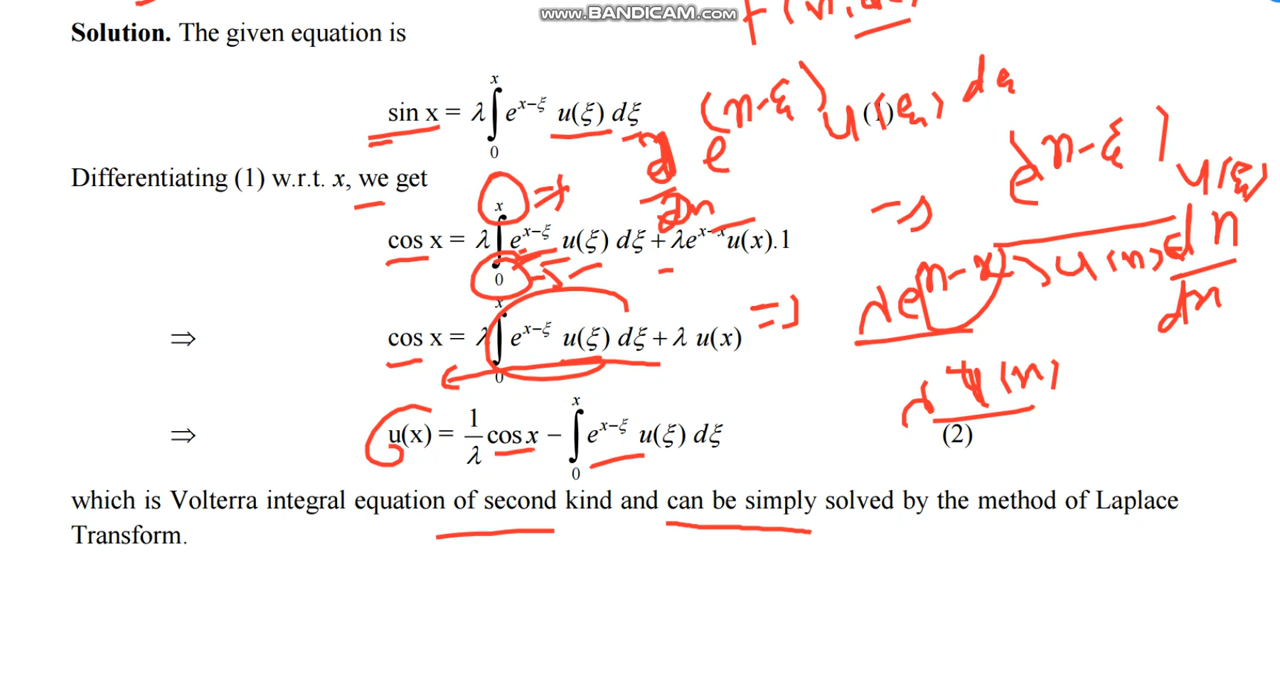 www.BANDICAM.com
Solution. The given equation is
sin x = λ ∫₀ˣ e^{x−ξ} u(ξ) dξ (1)
d/dn e^{(n-ξ)} u(ξ) dξ
Differentiating (1) w.r.t. x, we get
cos x = λ ∫₀ˣ e^{x−ξ} u(ξ) dξ + λe^{x−x}u(x).1
⇒ cos x = λ ∫₀ˣ e^{x−ξ} u(ξ) dξ + λ u(x)
⇒ u(x) = 1/λ cos x − ∫₀ˣ e^{x−ξ} u(ξ) dξ (2)
which is Volterra integral equation of second kind and can be simply solved by the method of Laplace
Transform.